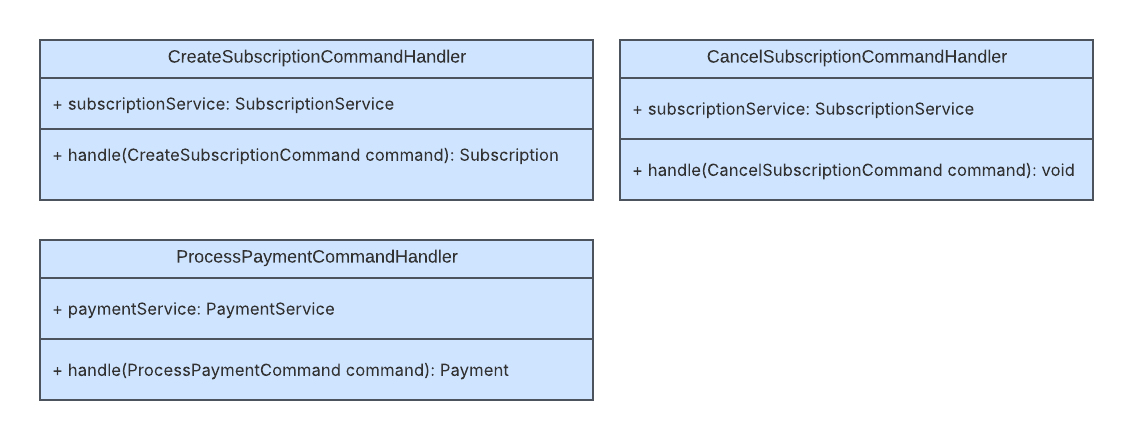 CreateSubscriptionCommandHandler
+ subscriptionService: SubscriptionService
+ handle(CreateSubscriptionCommand command): Subscription
CancelSubscriptionCommandHandler
+ subscriptionService: SubscriptionService
+ handle(CancelSubscriptionCommand command): void
ProcessPaymentCommandHandler
+ paymentService: PaymentService
+ handle(ProcessPaymentCommand command): Payment